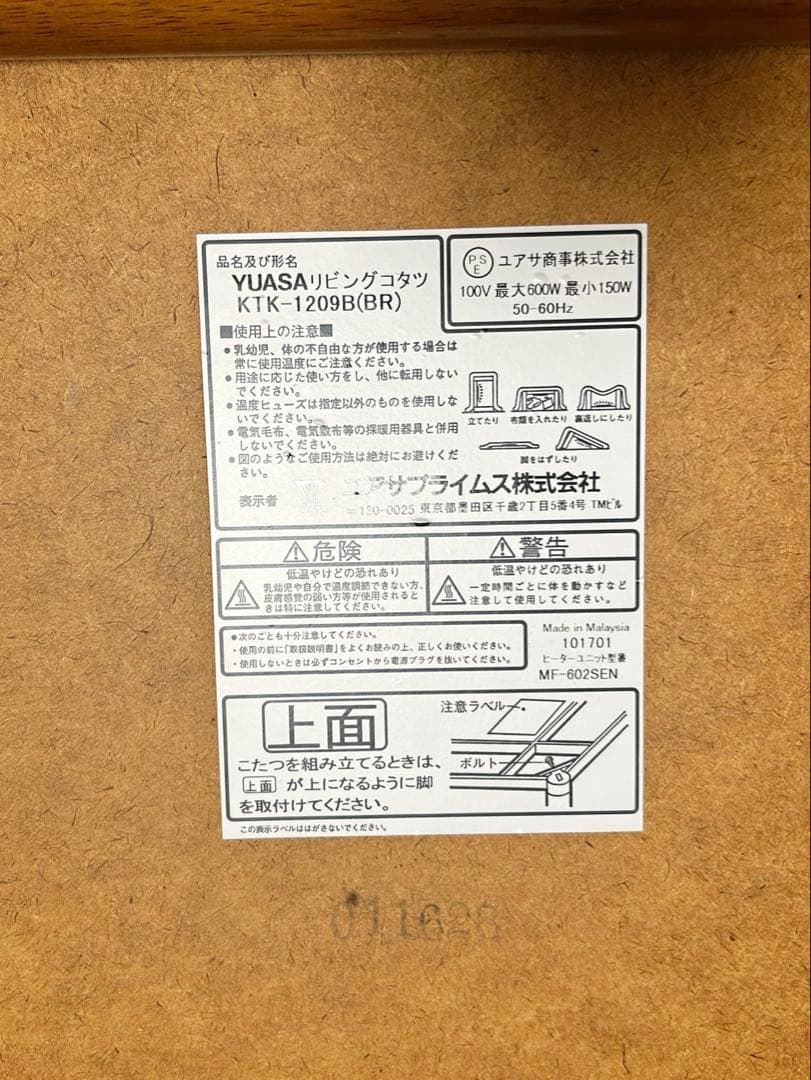 品名及び形名
YUASAリビングコタツ
KTK-1209B(BR)
PSE ユアサ商事株式会社
100V 最大600W 最小150W
50-60Hz
■使用上の注意■
●乳幼児、体の不自由な方が使用する場合は
常に使用温度にご注意ください。
●用途に応じた使い方をし、他に転用しない
でください。
●温度ヒューズは指定以外のものを使用しな
いでください。
●電気毛布、電気敷布等の採暖用器具と併用
しないでください。
●図のようなご使用方法は絶対にお避けくだ
さい。
立てたり 布類を入れたり 裏返しにしたり
脚をはずしたり
表示者 ユアサプライムス株式会社
〒130-0025 東京都墨田区千歳2丁目5番4号 TMビル
⚠危険
低温やけどの恐れあり
乳幼児や自分で温度調節できない方、
皮膚感覚の弱い方等が使用されると
きは特に注意してください。
⚠警告
低温やけどの恐れあり
一定時間ごとに体を動かすなど
注意して使用してください。
●次のことも十分注意してください。
・使用の前に「取扱説明書」をよくお読みの上、正しくお使いください。
・使用しないときは必ずコンセントから電源プラグを抜いてください。
Made in Malaysia
101701
ヒーターユニット型番
MF-602SEN
上面
こたつを組み立てるときは、
上面 が上になるように脚
を取付けてください。
注意ラベル
ボルト
この表示ラベルははがさないでください。